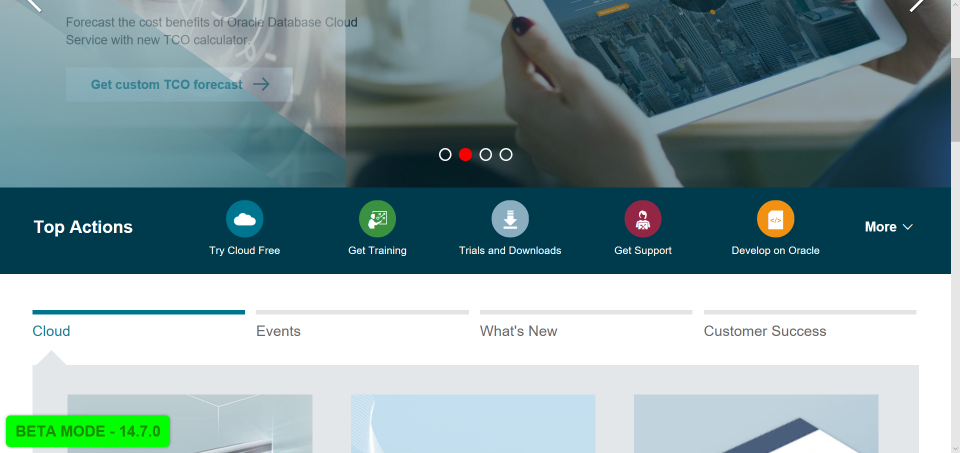 Forecast the cost benefits of Oracle Database Cloud
Service with new TCO calculator.
Get custom TCO forecast
Top Actions
Try Cloud Free
Get Training
Trials and Downloads
Get Support
</>
Develop on Oracle
More
Cloud
Events
What's New
Customer Success
BETA MODE - 14.7.0